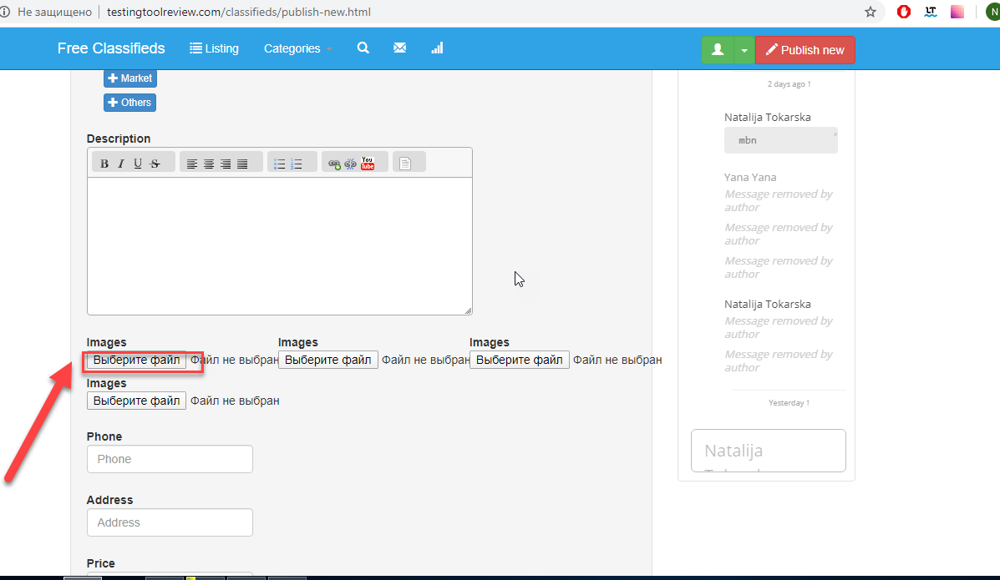 Не защищено testingtoolreview.com/classifieds/publish-new.html
LT
N
Free Classifieds Listing Categories Publish new
Market
Others
Description
B I U S
You
Tube
Images Images Images
Выберите файл Файл не выбран Выберите файл Файл не выбран Выберите файл Файл не выбран
Images
Выберите файл Файл не выбран
Phone
Phone
Address
Address
Price
2 days ago ↑
Natalija Tokarska
mbn
Yana Yana
Message removed by
author
Message removed by
author
Message removed by
author
Natalija Tokarska
Message removed by
author
Message removed by
author
Yesterday ↑
Natalija